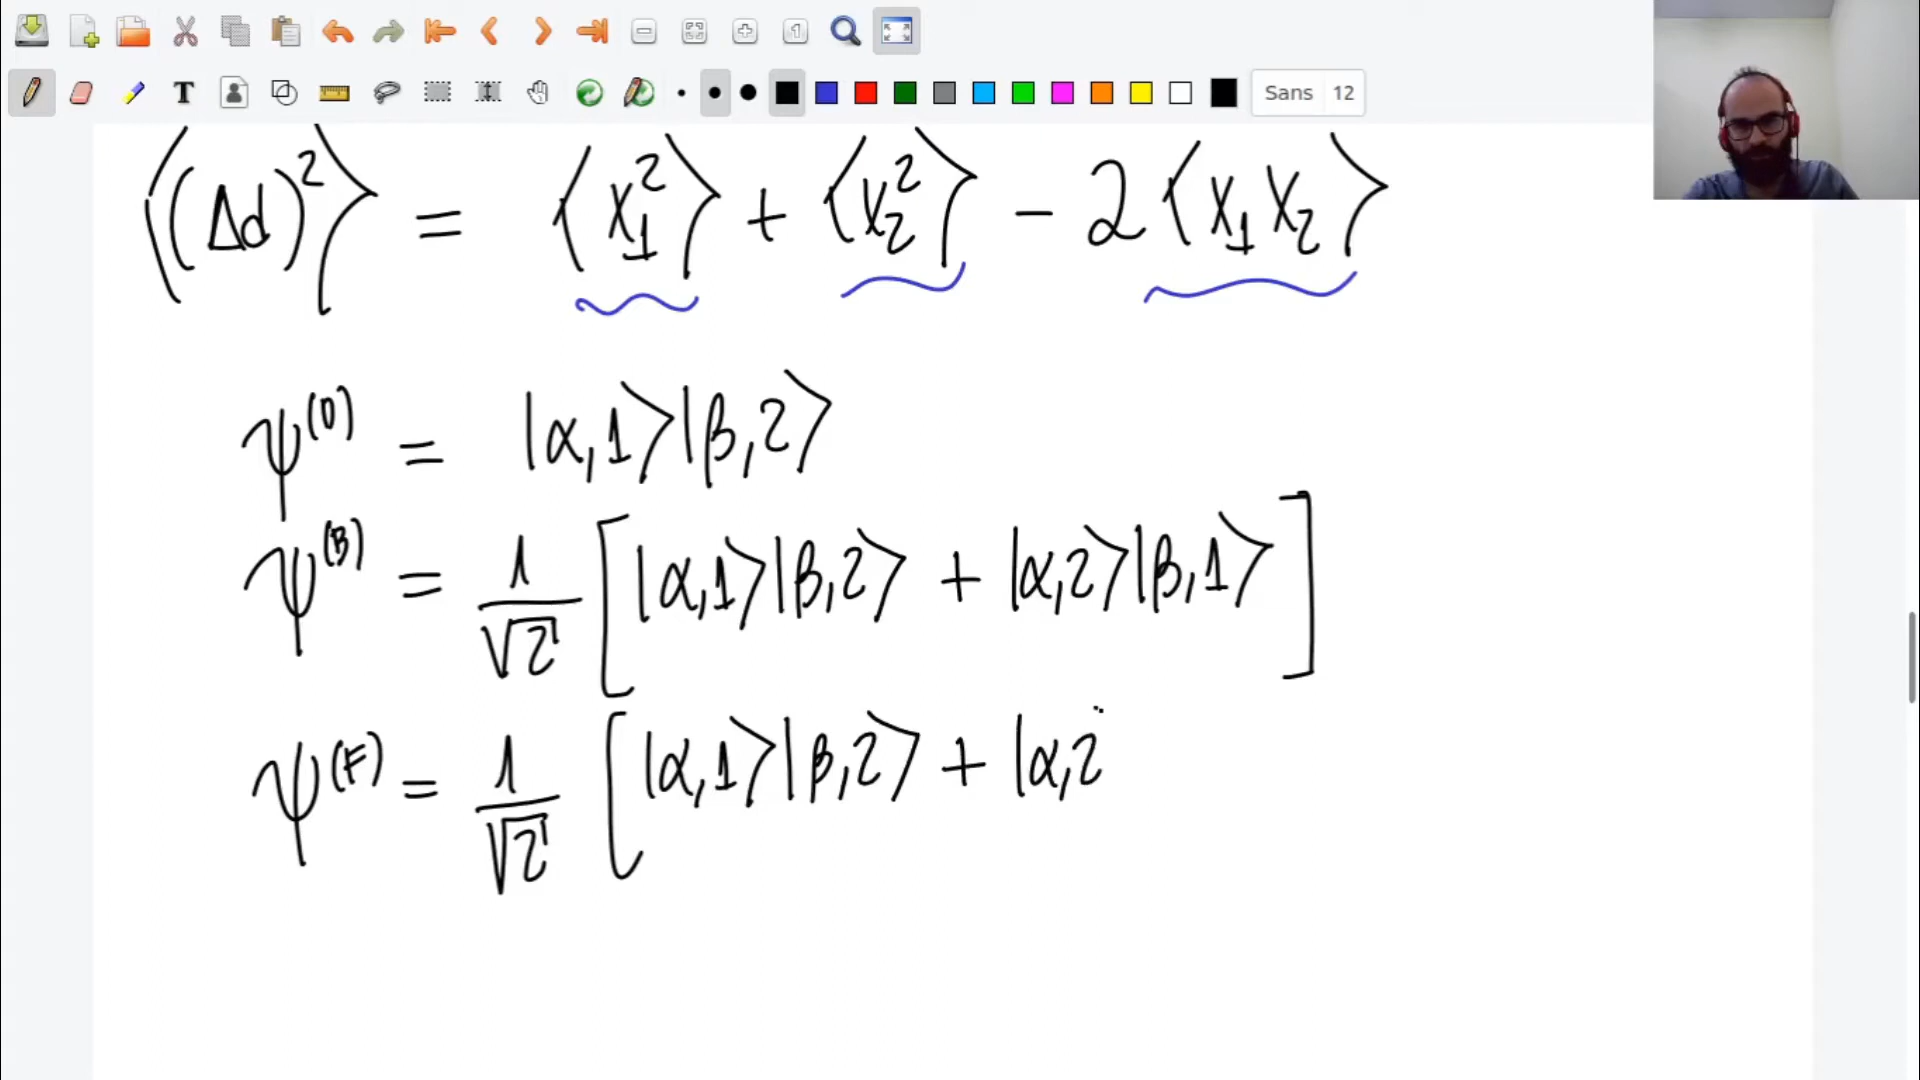 T Sans 12
⟨(Δd)²⟩ = ⟨x₁²⟩ + ⟨x₂²⟩ - 2⟨x₁x₂⟩
ψ⁽ᴰ⁾ = |α,1⟩|β,2⟩
ψ⁽ᴮ⁾ = 1/√2 [|α,1⟩|β,2⟩ + |α,2⟩|β,1⟩]
ψ⁽ᶠ⁾ = 1/√2 [|α,1⟩|β,2⟩ + |α,2